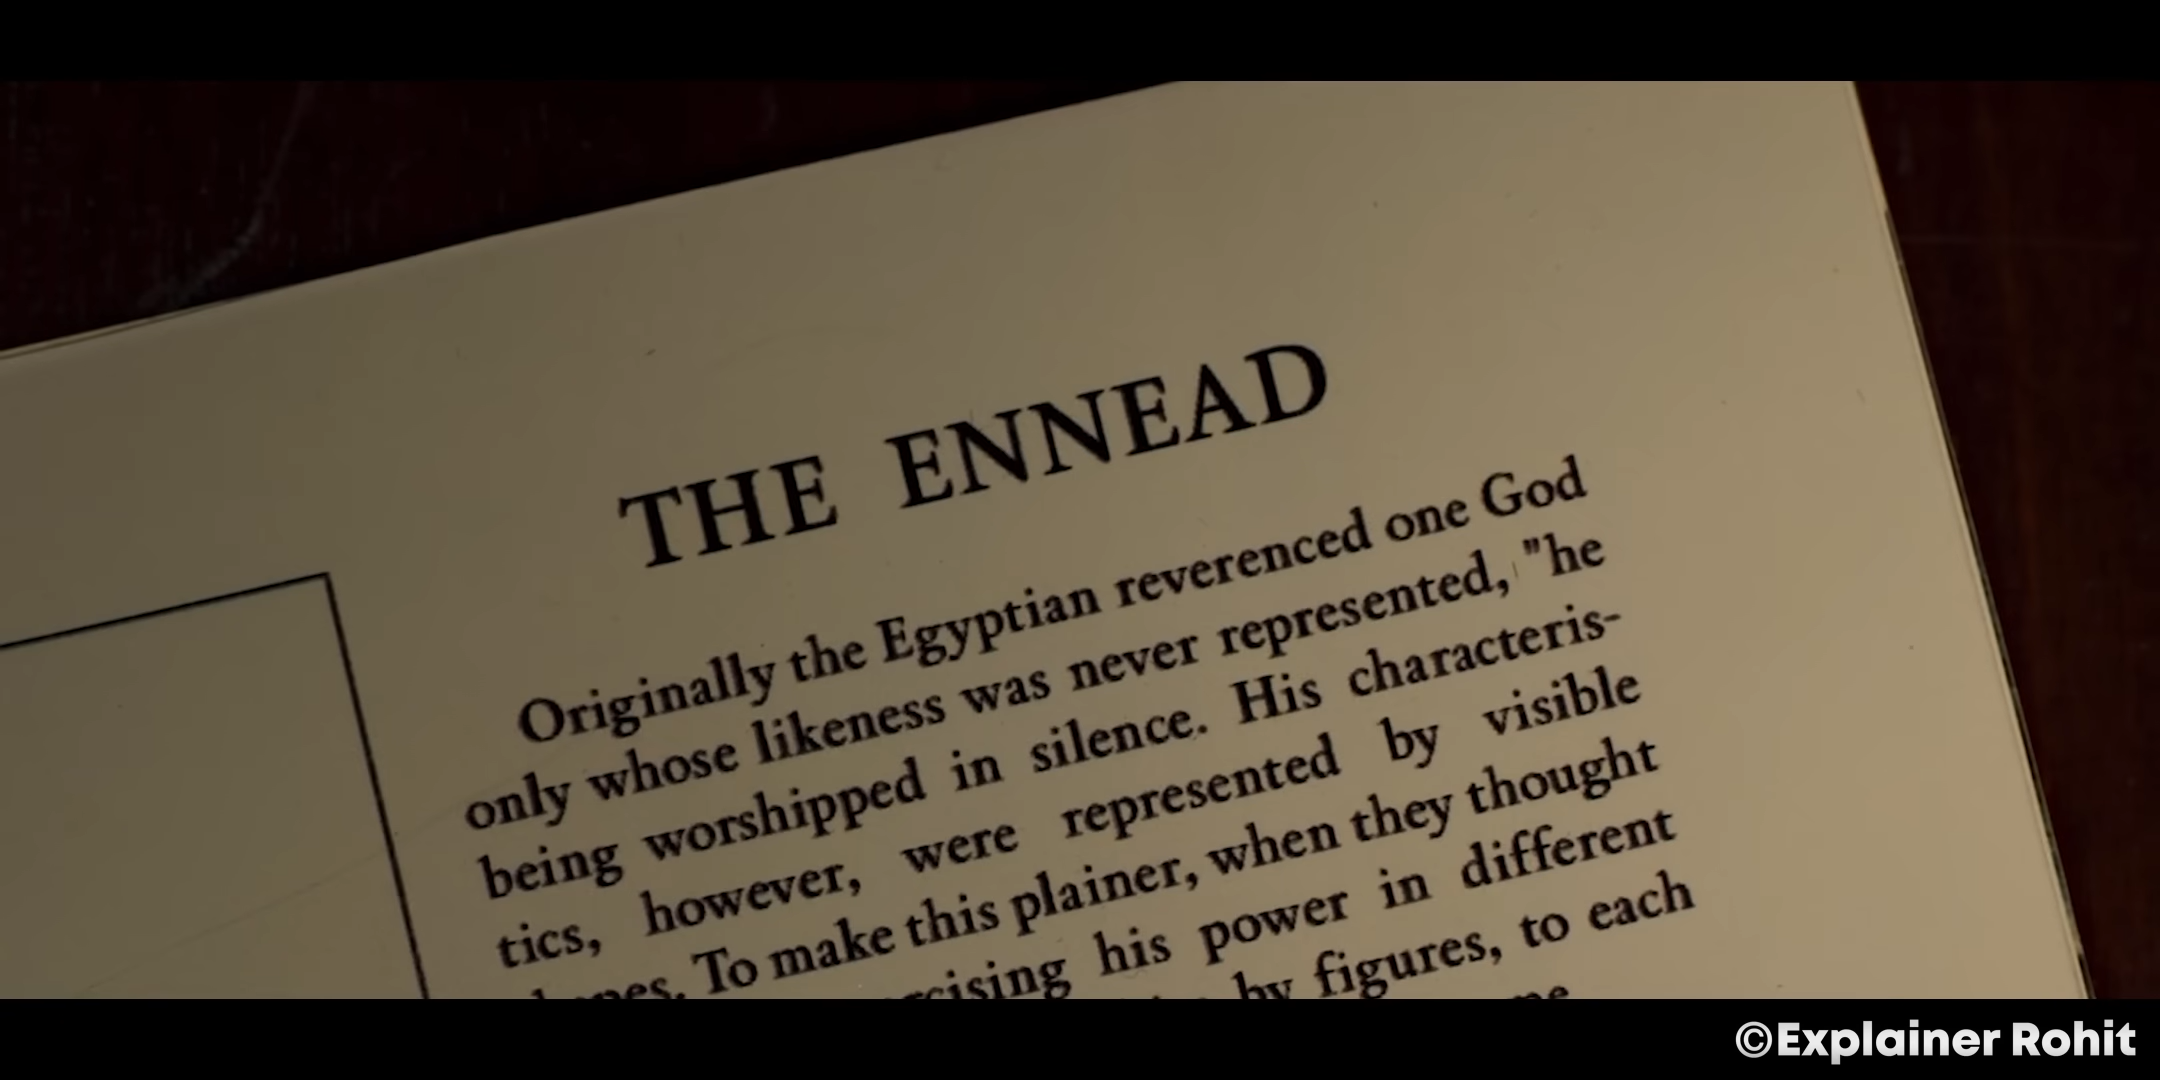 THE ENNEAD
Originally the Egyptian reverenced one God
only whose likeness was never represented, "he
being worshipped in silence. His characteris-
tics, however, were represented by visible
To make this plainer, when they thought
his power in different
by figures, to each
©Explainer Rohit